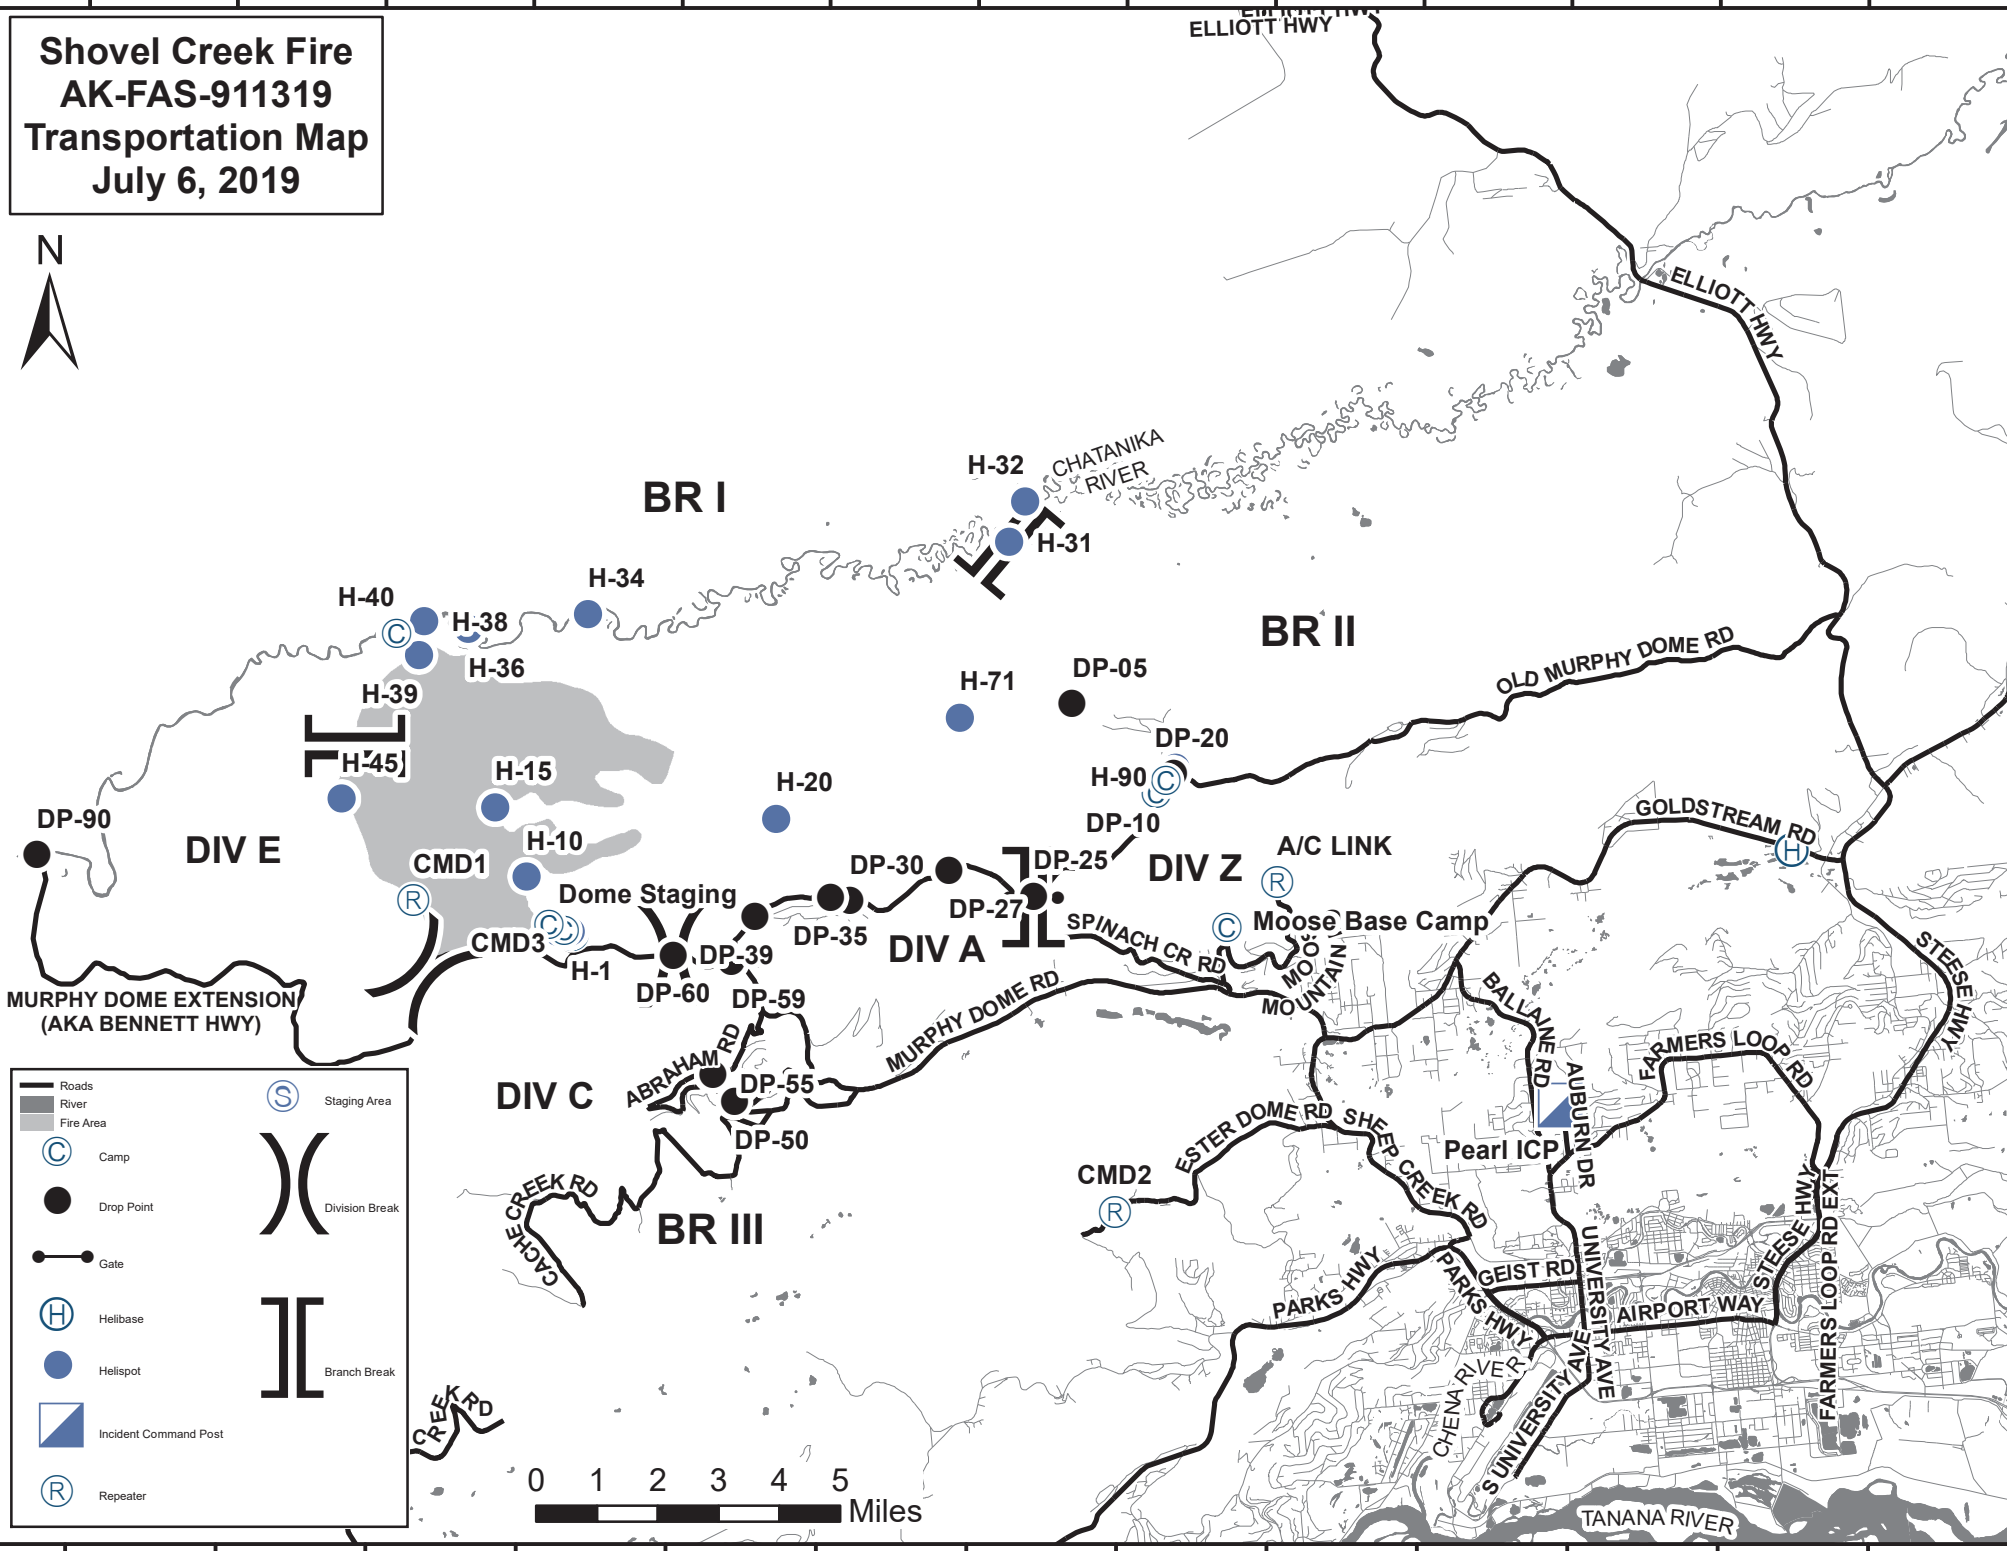 ELLIOTT HWY
ELLIOTT HWY
Shovel Creek Fire
AK-FAS-911319
Transportation Map
July 6, 2019
N
ELLIOTT HWY
CHATANIKA
RIVER
H-32
H-31
BR I
H-34
H-40
H-38
H-36
H-39
BR II
OLD MURPHY DOME RD
H-71
DP-05
DP-20
H-90
DP-10
H-45
H-15
H-20
DP-90
DIV E
H-10
CMD1
R
C
Dome Staging
CMD3
C
C
H-1
DP-60
DP-39
DP-35
DP-30
DIV A
DP-27
DP-25
DIV Z
A/C LINK
R
C
Moose Base Camp
C
GOLDSTREAM RD
H
SPINACH CR RD
MOOSE
MOUNTAIN
MOUNTAIN
STEESE HWY
MURPHY DOME EXTENSION
(AKA BENNETT HWY)
DP-59
MURPHY DOME RD
BALLAINE RD
FARMERS LOOP RD
ABRAHAM RD
DIV C
DP-55
DP-50
AUBURN DR
Pearl ICP
ESTER DOME RD
SHEEP CREEK RD
CMD2
R
CACHE CREEK RD
CACHE
BR III
PARKS HWY
PARKS HWY
GEIST RD
UNIVERSITY AVE
AIRPORT WAY
STEESE HWY
FARMERS LOOP RD EXT
CHENA RIVER
S UNIVERSITY AVE
TANANA RIVER
CREEK RD
Roads
River
Fire Area
C
Camp
Drop Point
Gate
H
Helibase
Helispot
Incident Command Post
R
Repeater
S
Staging Area
Division Break
Branch Break
0 1 2 3 4 5
Miles